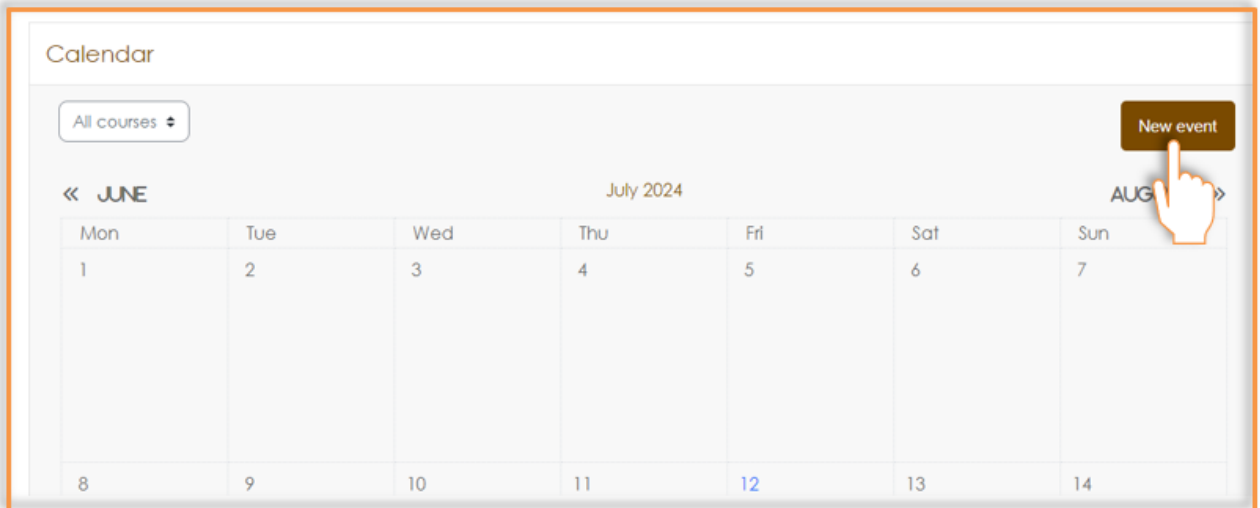 Calendar
All courses
New event
« JUNE July 2024 »
Mon Tue Wed Thu Fri Sat Sun
1 2 3 4 5 6 7
8 9 10 11 12 13 14